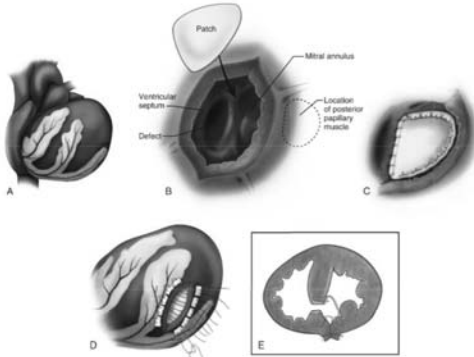 Patch
Mitral annulus
Ventricular
septum
Defect
Location
of posterior
papillary
muscle
A
B
C
D
E